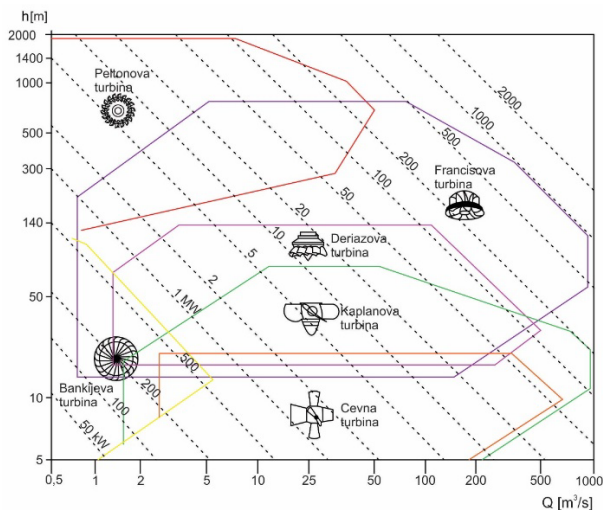 h[m]
2000
1400
1000
500
300
140
50
10
5
Peltonova
turbina
Francisova
turbina
Deriazova
turbina
Kaplanova
turbina
Bankijeva
turbina
Cevna
turbina
2000
1000
500
200
100
50
20
10
5
2
1 MW
500
200
100
50 kW
0,5
1
2
5
10
25
50
100
200
500
1000
Q [m³/s]